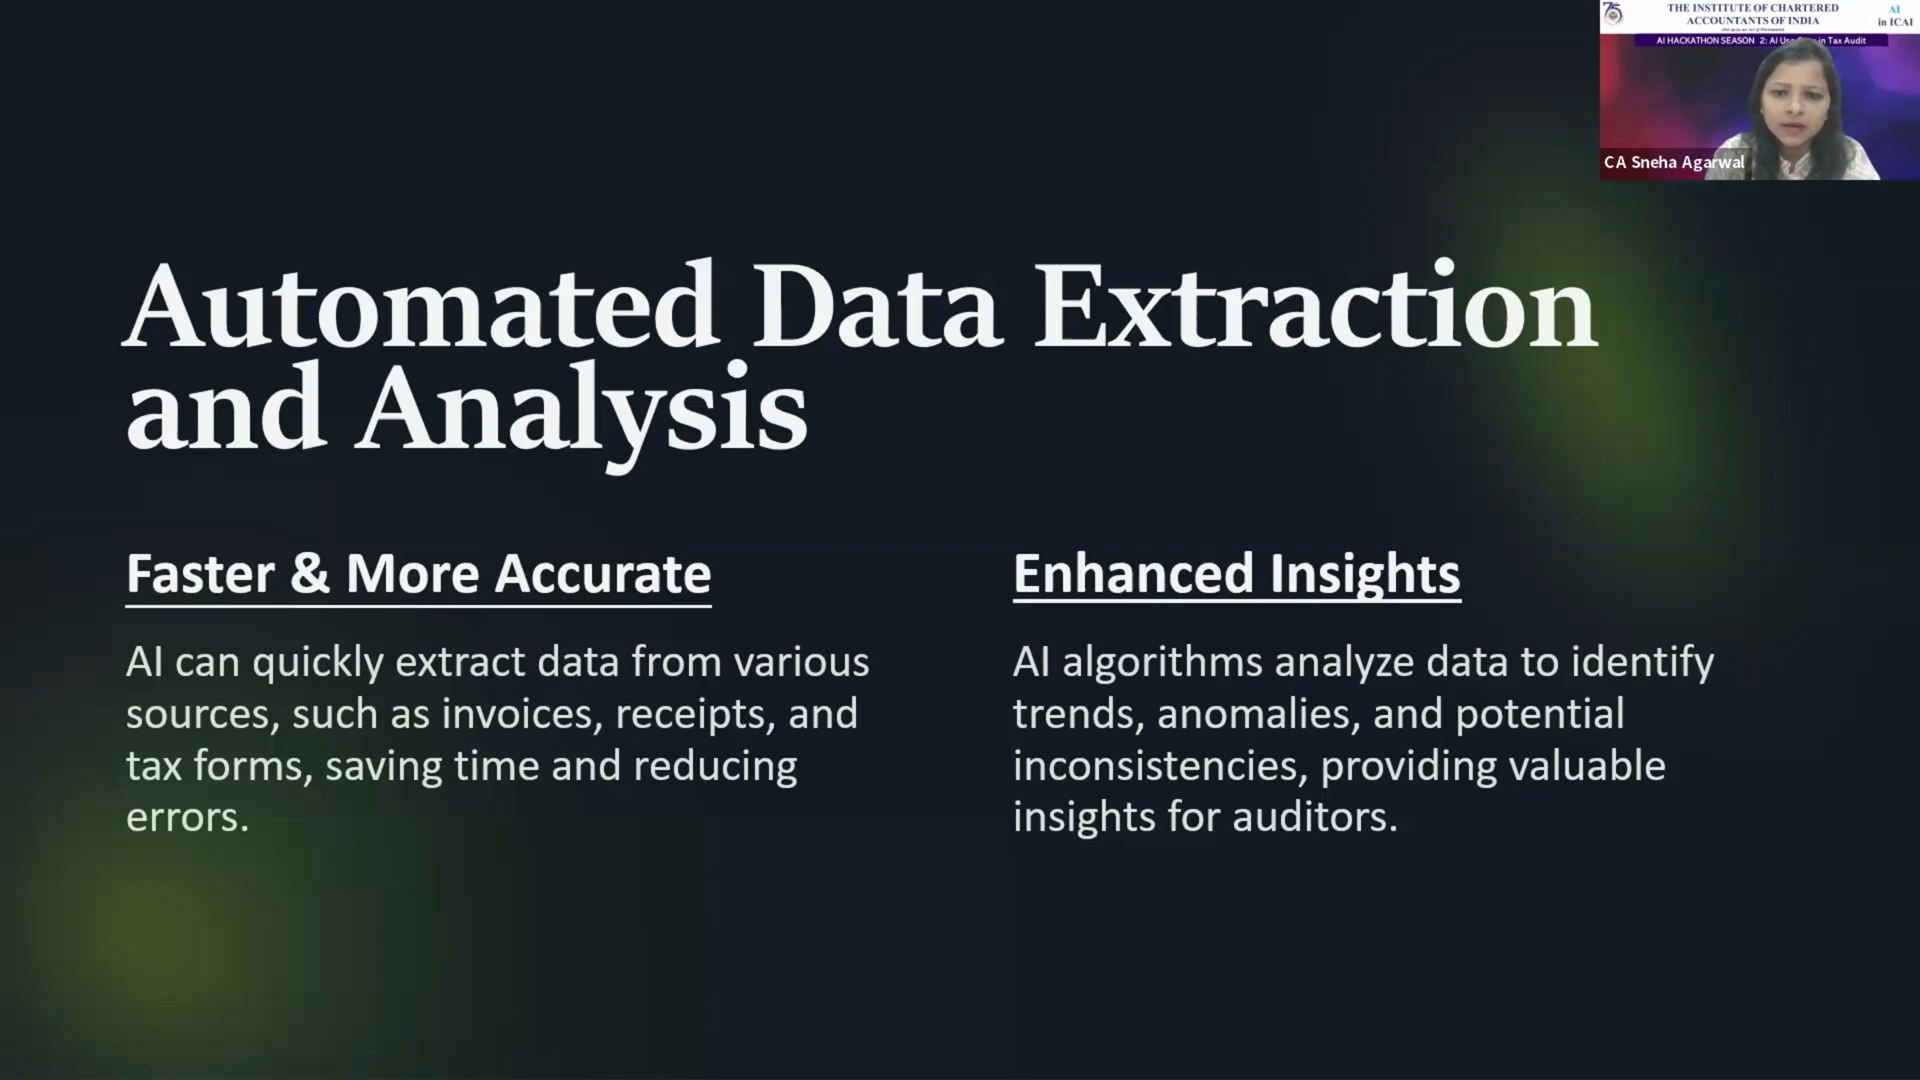 THE INSTITUTE OF CHARTERED
ACCOUNTANTS OF INDIA
AI
in ICAI
AI HACKATHON SEASON 2: AI in Tax Audit
CA Sneha Agarwal
Automated Data Extraction
and Analysis
Faster & More Accurate
AI can quickly extract data from various
sources, such as invoices, receipts, and
tax forms, saving time and reducing
errors.
Enhanced Insights
AI algorithms analyze data to identify
trends, anomalies, and potential
inconsistencies, providing valuable
insights for auditors.